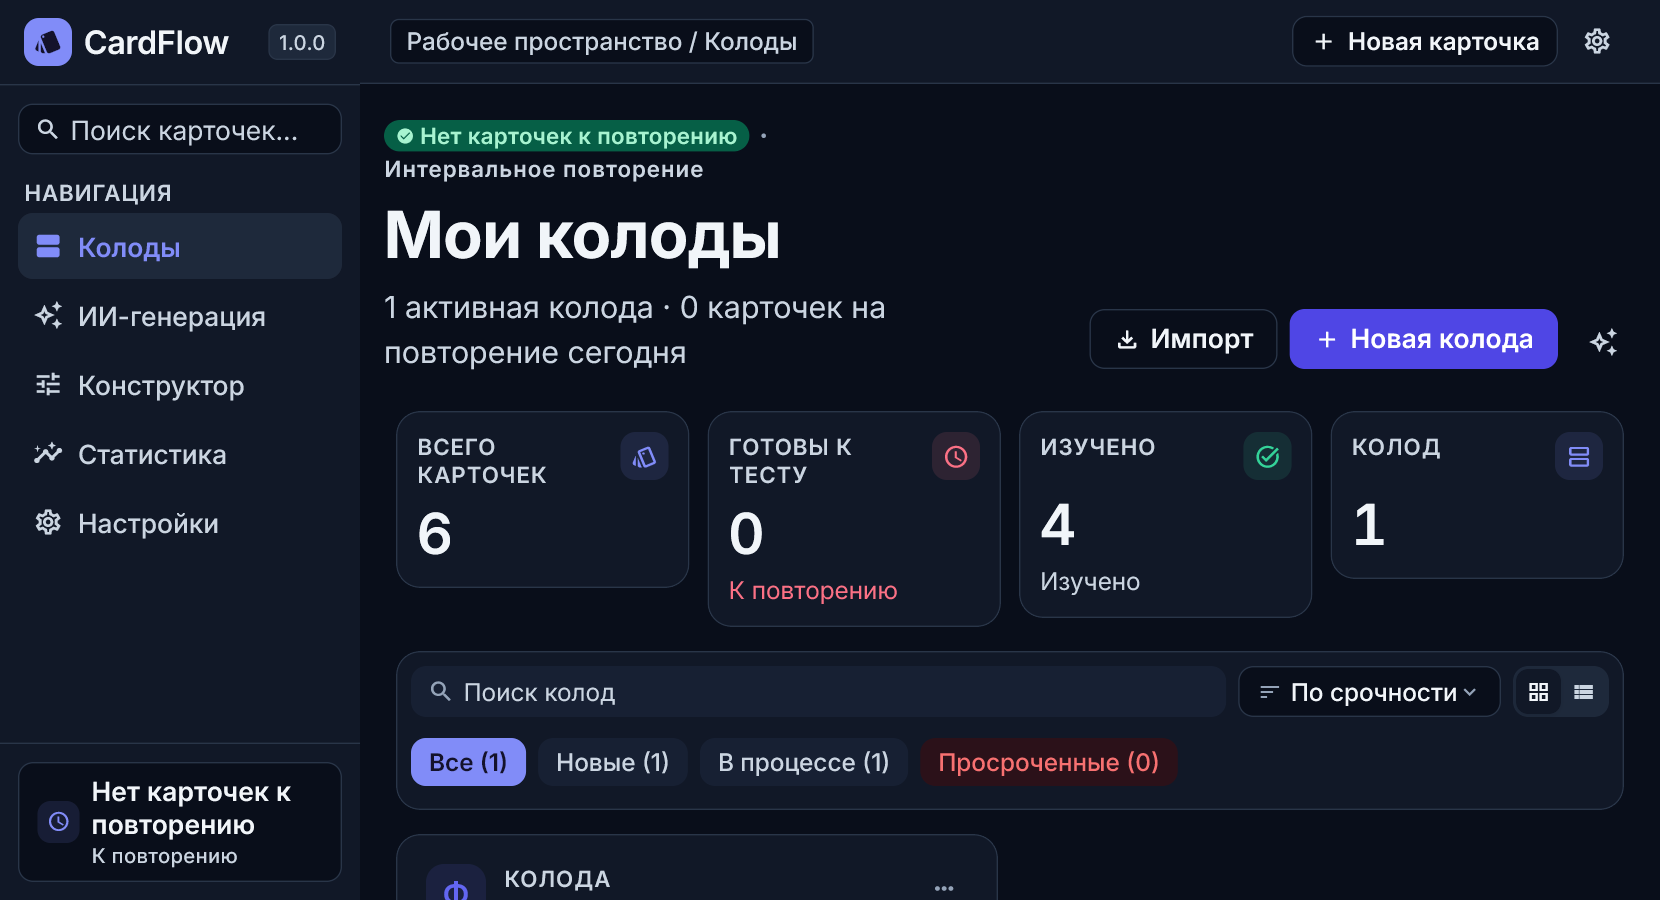 CardFlow
1.0.0
Рабочее пространство / Колоды
+ Новая карточка
Поиск карточек...
НАВИГАЦИЯ
Колоды
ИИ-генерация
Конструктор
Статистика
Настройки
Нет карточек к
повторению
К повторению
Нет карточек к повторению ·
Интервальное повторение
Мои колоды
1 активная колода · 0 карточек на
повторение сегодня
Импорт
+ Новая колода
ВСЕГО
КАРТОЧЕК
6
ГОТОВЫ К
ТЕСТУ
0
К повторению
ИЗУЧЕНО
4
Изучено
КОЛОД
1
Поиск колод
По срочности
Все (1)
Новые (1)
В процессе (1)
Просроченные (0)
Ф
КОЛОДА